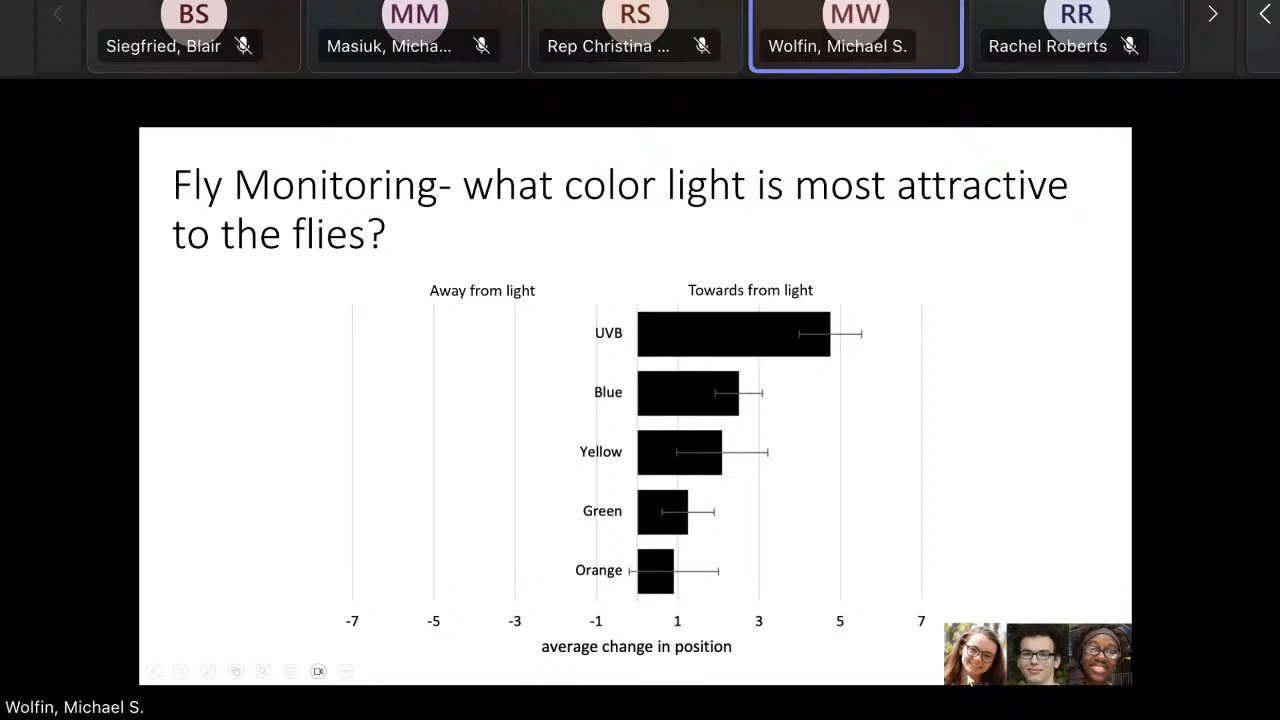 BS
MM
RS
MW
RR
Siegfried, Blair
Masiuk, Micha...
Rep Christina ...
Wolfin, Michael S.
Rachel Roberts
Fly Monitoring- what color light is most attractive
to the flies?
Away from light
Towards from light
UVB
Blue
Yellow
Green
Orange
-7 -5 -3 -1 1 3 5 7
average change in position
Wolfin, Michael S.